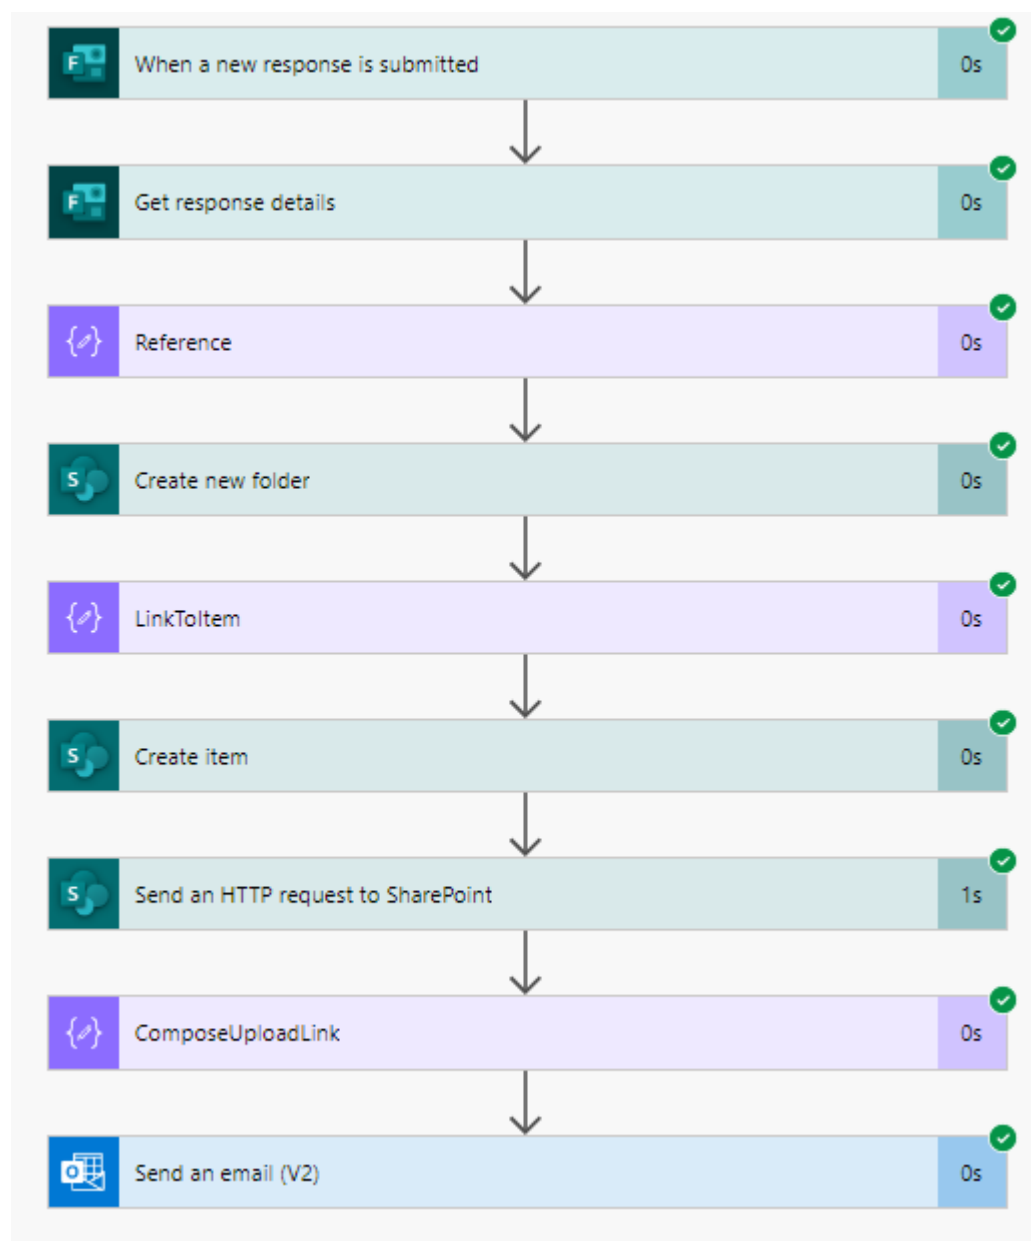 F
When a new response is submitted
0s
F
Get response details
0s
Reference
0s
S
Create new folder
0s
LinkToItem
0s
S
Create item
0s
S
Send an HTTP request to SharePoint
1s
ComposeUploadLink
0s
O
Send an email (V2)
0s